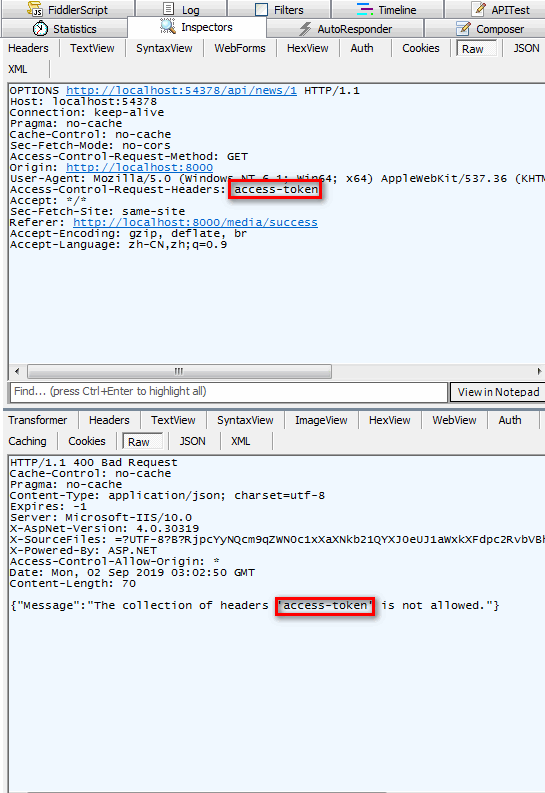 FiddlerScript Log Filters Timeline APITest
Statistics Inspectors AutoResponder Composer
Headers TextView SyntaxView WebForms HexView Auth Cookies Raw JSON
XML
OPTIONS http://localhost:54378/api/news/1 HTTP/1.1
Host: localhost:54378
Connection: keep-alive
Pragma: no-cache
Cache-Control: no-cache
Sec-Fetch-Mode: no-cors
Access-Control-Request-Method: GET
Origin: http://localhost:8000
User-Agent: Mozilla/5.0 (Windows NT 6.1; Win64; x64) AppleWebKit/537.36 (KHTM
Access-Control-Request-Headers: access-token
Accept: */*
Sec-Fetch-Site: same-site
Referer: http://localhost:8000/media/success
Accept-Encoding: gzip, deflate, br
Accept-Language: zh-CN,zh;q=0.9
Find... (press Ctrl+Enter to highlight all) View in Notepad
Transformer Headers TextView SyntaxView ImageView HexView WebView Auth
Caching Cookies Raw JSON XML
HTTP/1.1 400 Bad Request
Cache-Control: no-cache
Pragma: no-cache
Content-Type: application/json; charset=utf-8
Expires: -1
Server: Microsoft-IIS/10.0
X-AspNet-Version: 4.0.30319
X-SourceFiles: 
X-Powered-By: ASP.NET
Access-Control-Allow-Origin: *
Date: Mon, 02 Sep 2019 03:02:50 GMT
Content-Length: 70
{"Message":"The collection of headers 'access-token' is not allowed."}